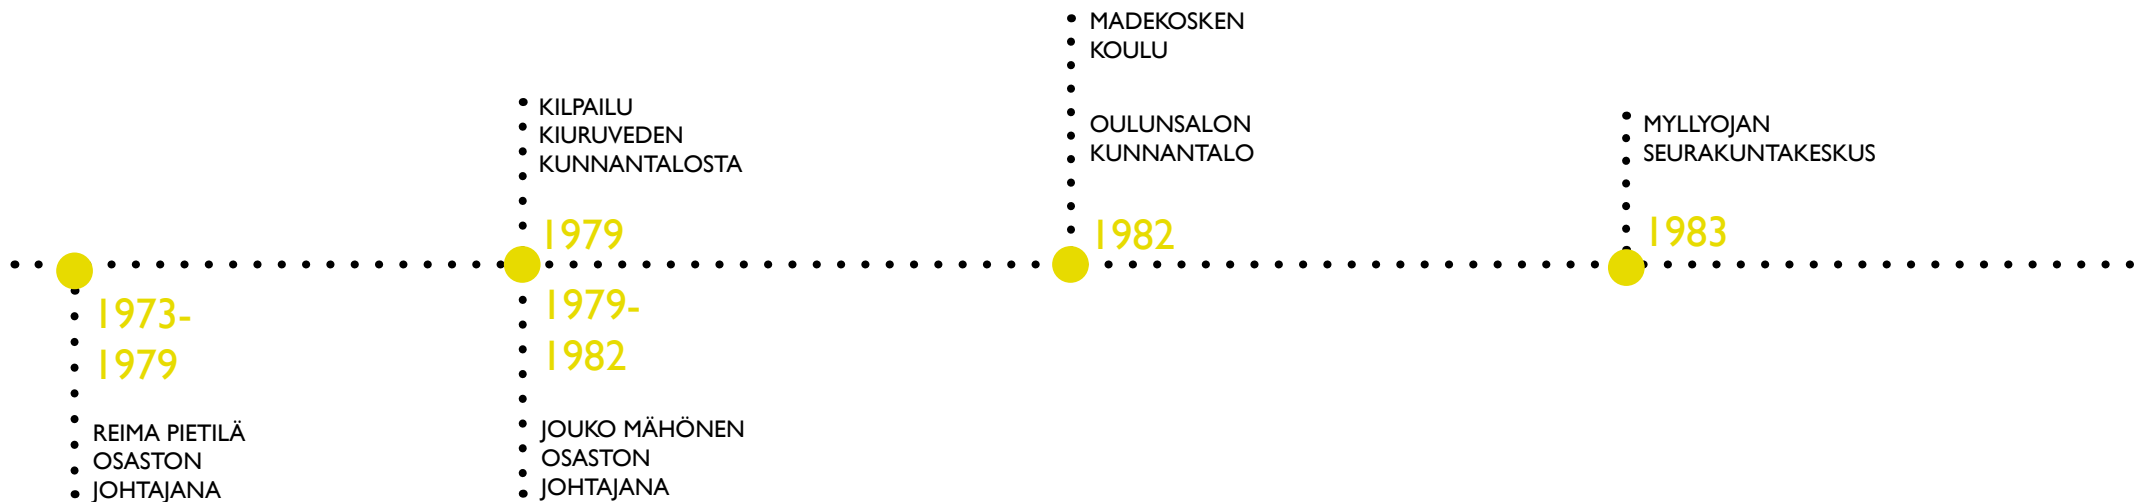 1973-
1979
REIMA PIETILÄ
OSASTON
JOHTAJANA
KILPAILU
KIURUVEDEN
KUNNANTALOSTA
1979
1979-
1982
JOUKO MÄHÖNEN
OSASTON
JOHTAJANA
MADEKOSKEN
KOULU
OULUNSALON
KUNNANTALO
1982
MYLLYOJAN
SEURAKUNTAKESKUS
1983